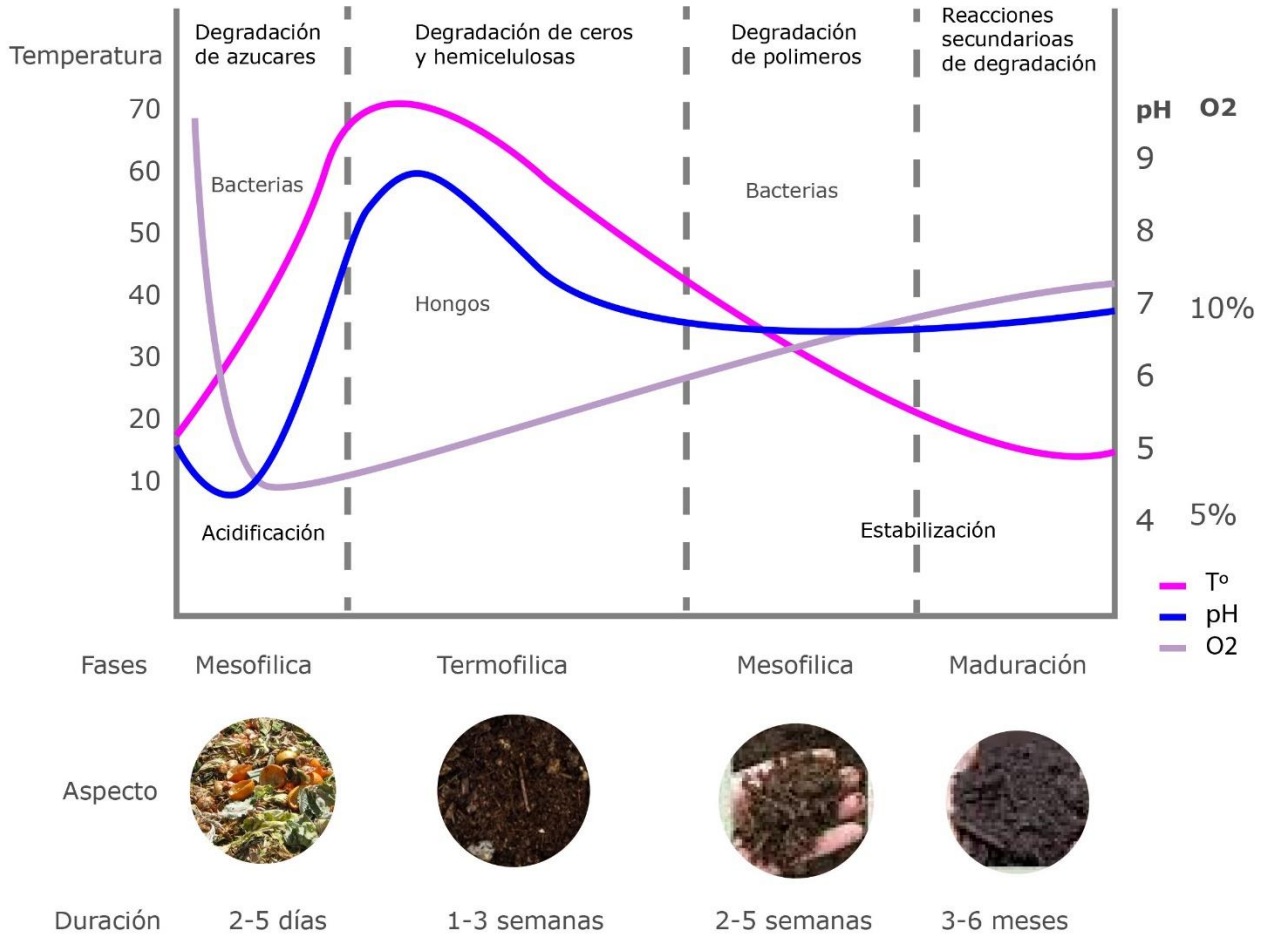 Temperatura
Degradación
de azucares
Degradación de ceros
y hemicelulosas
Degradación
de polimeros
Reacciones
secundarioas
de degradación
70
60
50
40
30
20
10
pH O2
9
8
7 10%
6
5
4 5%
Bacterias
Hongos
Bacterias
Acidificación
Estabilización
Tº
pH
O2
Fases Mesofilica Termofilica Mesofilica Maduración
Aspecto
Duración 2-5 días 1-3 semanas 2-5 semanas 3-6 meses